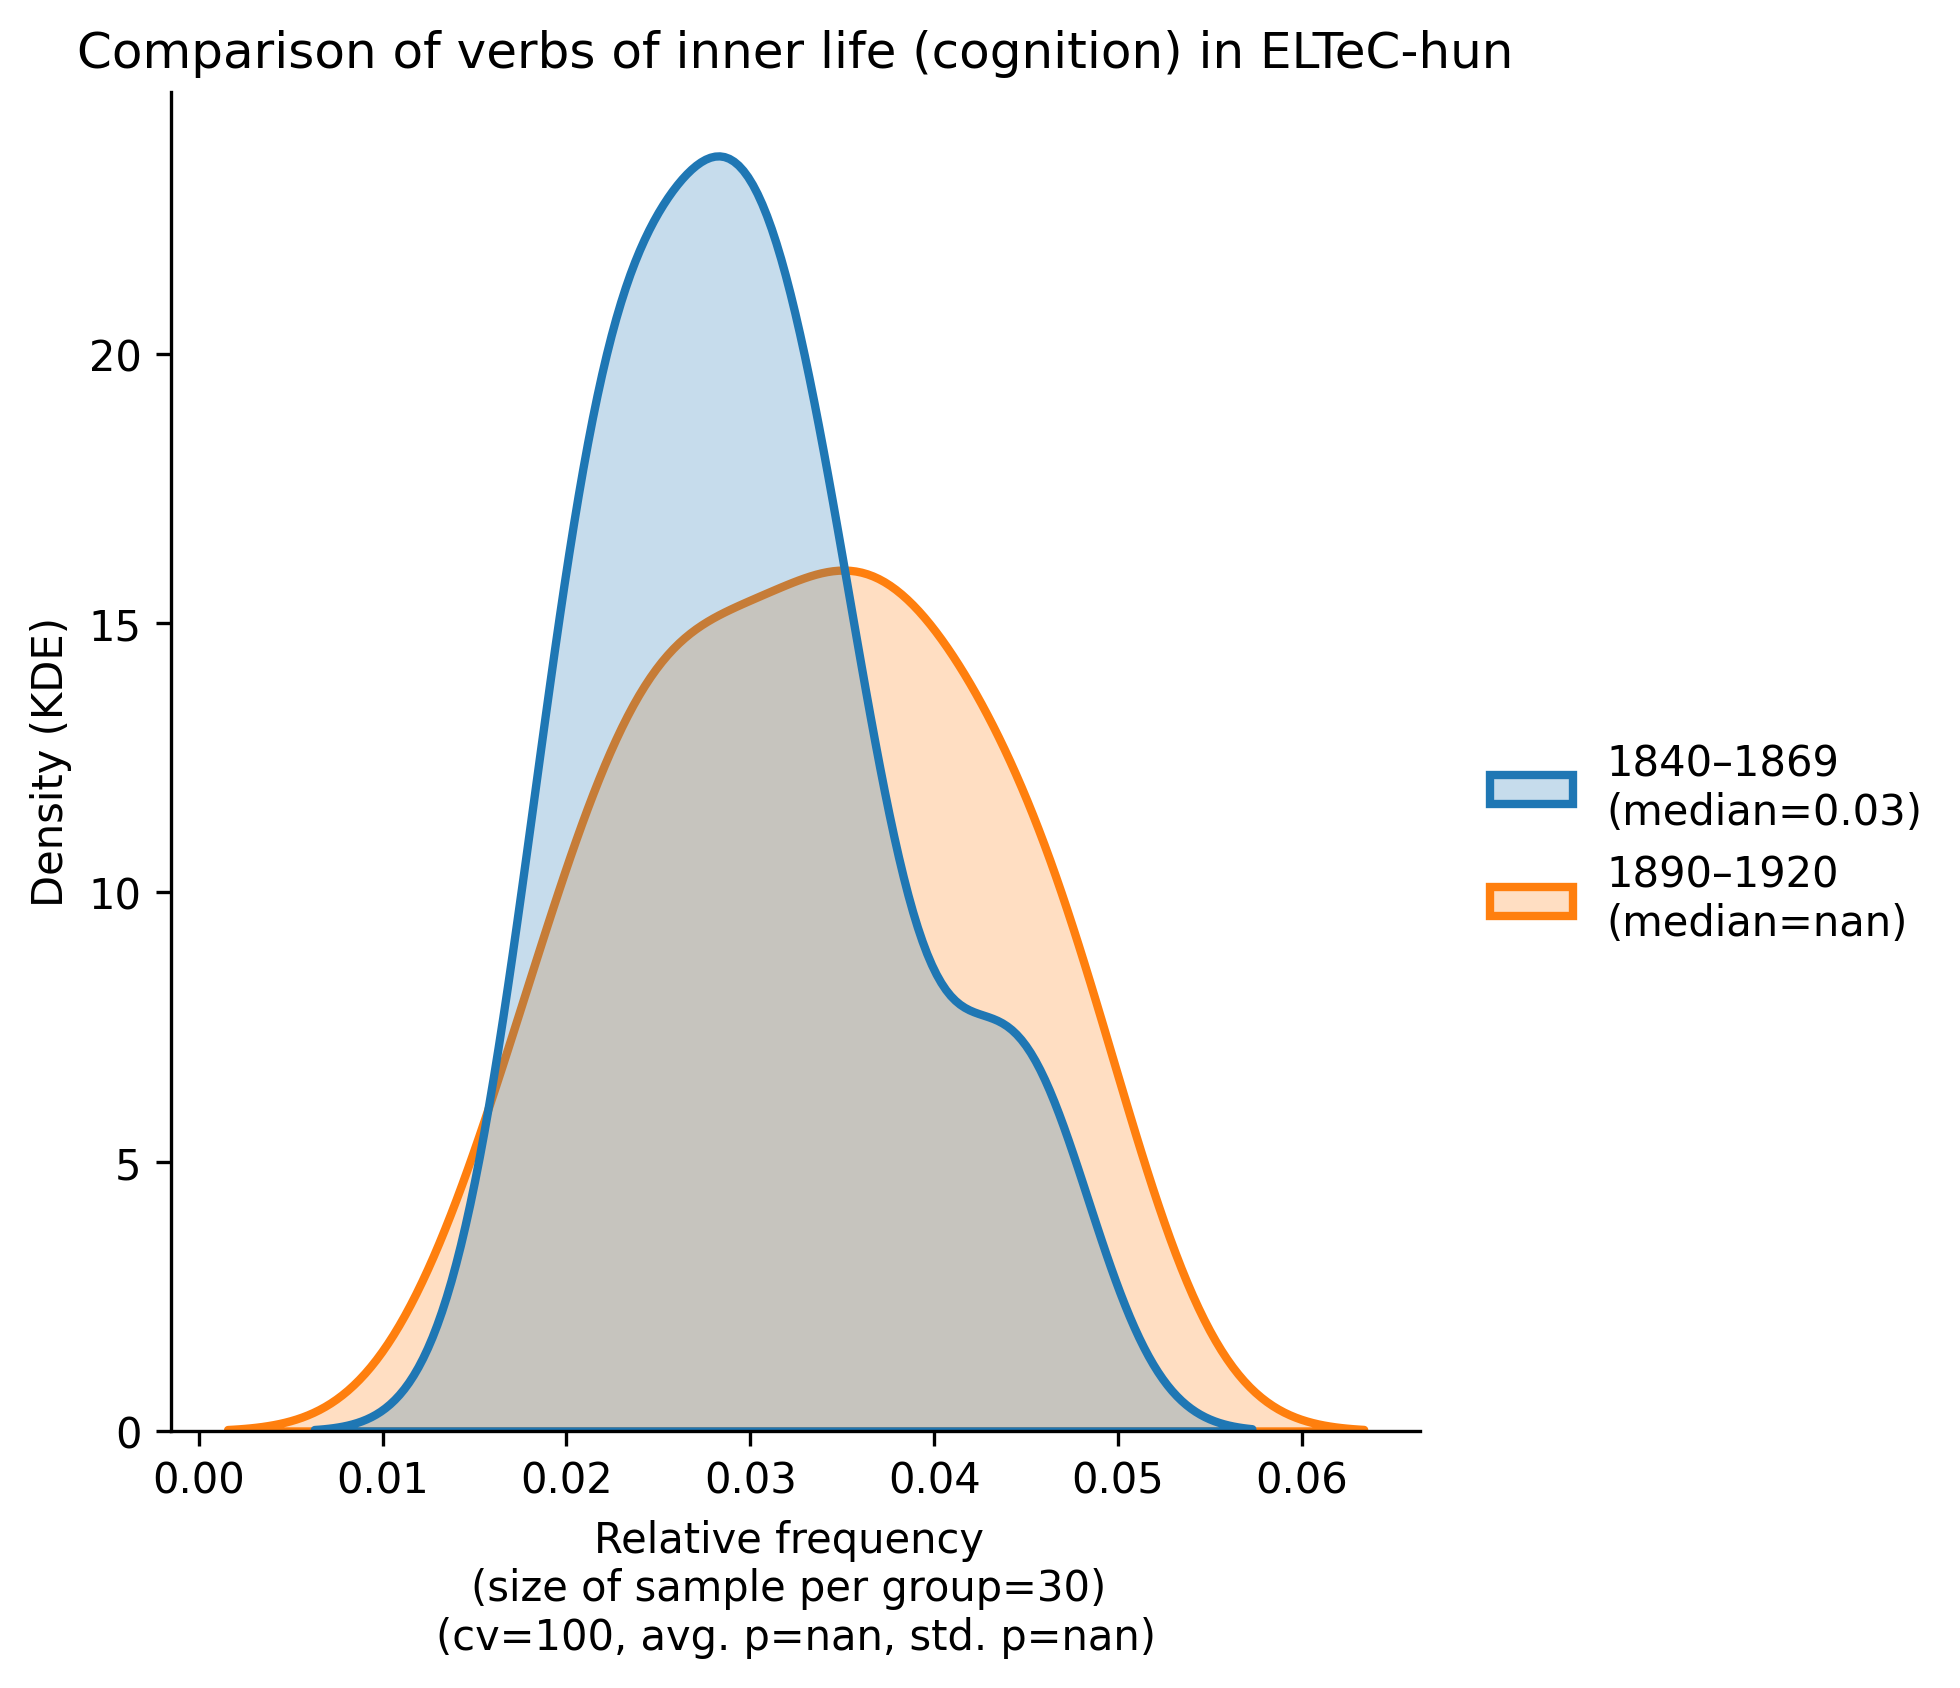 Comparison of verbs of inner life (cognition) in ELTeC-hun
Density (KDE)
20
15
10
5
0
0.00 0.01 0.02 0.03 0.04 0.05 0.06
Relative frequency
(size of sample per group=30)
(cv=100, avg. p=nan, std. p=nan)
1840–1869
(median=0.03)
1890–1920
(median=nan)